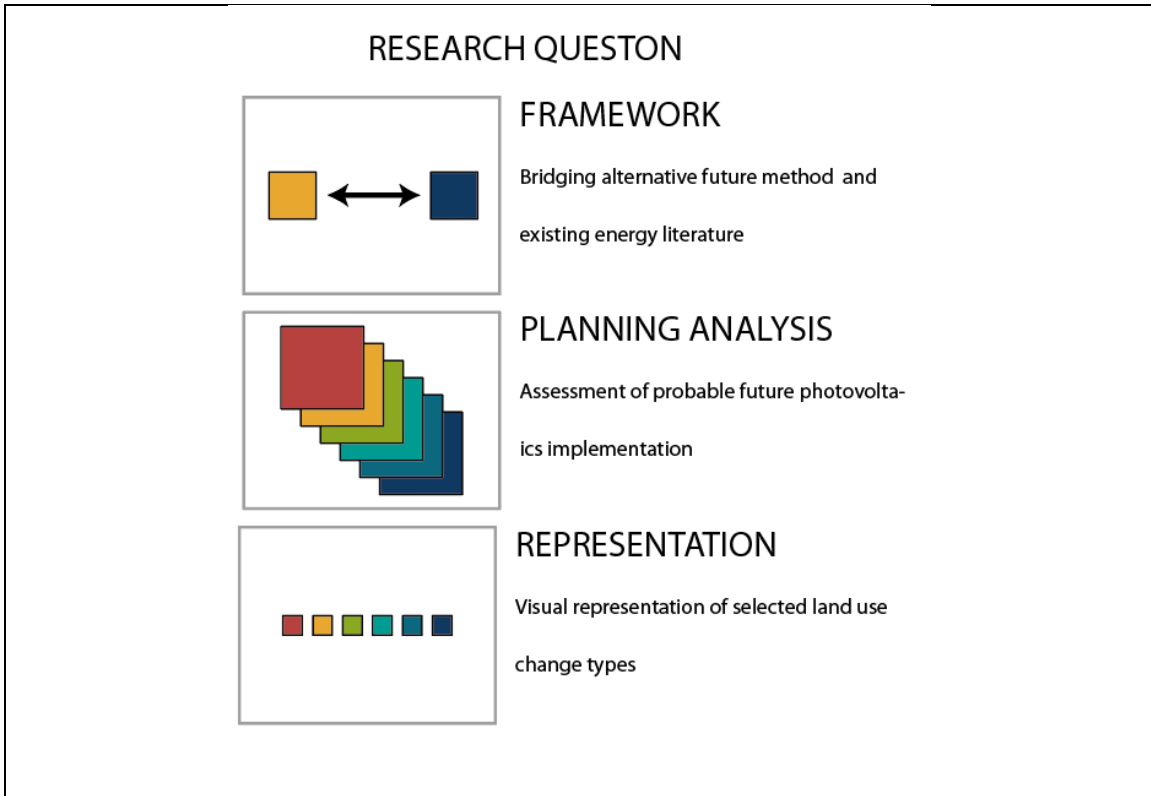 RESEARCH QUESTON
FRAMEWORK
Bridging alternative future method  and
existing energy literature
PLANNING ANALYSIS
Assessment of probable future photovolta-
ics implementation
REPRESENTATION
Visual representation of selected land use
change types